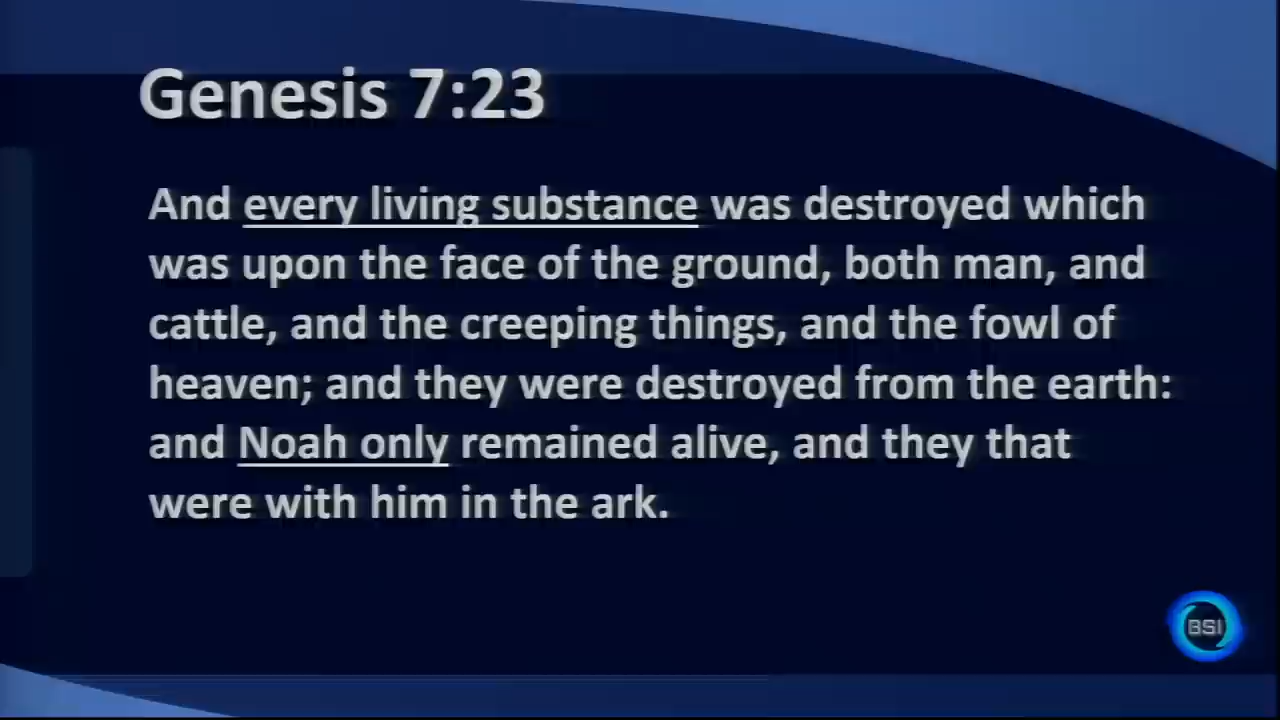 Genesis 7:23
And every living substance was destroyed which
was upon the face of the ground, both man, and
cattle, and the creeping things, and the fowl of
heaven; and they were destroyed from the earth:
and Noah only remained alive, and they that
were with him in the ark.
BSI